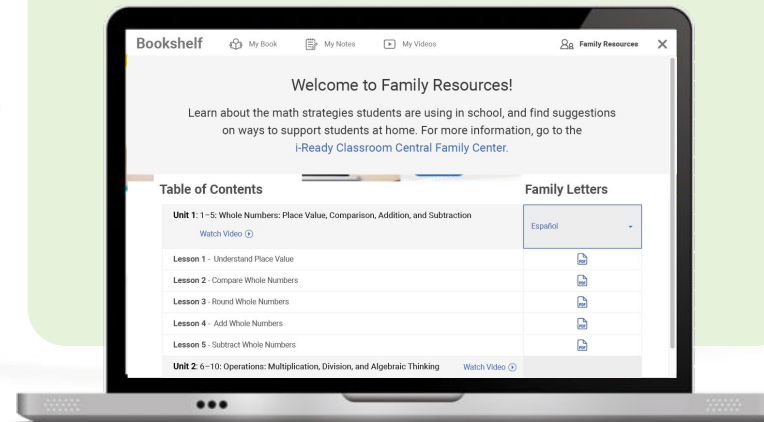 Bookshelf My Book My Notes My Videos Family Resources
Welcome to Family Resources!
Learn about the math strategies students are using in school, and find suggestions
on ways to support students at home. For more information, go to the
i-Ready Classroom Central Family Center.
Table of Contents Family Letters
Unit 1: 1–5: Whole Numbers: Place Value, Comparison, Addition, and Subtraction
Watch Video
Español
Lesson 1 - Understand Place Value PDF
Lesson 2 - Compare Whole Numbers PDF
Lesson 3 - Round Whole Numbers PDF
Lesson 4 - Add Whole Numbers PDF
Lesson 5 - Subtract Whole Numbers PDF
Unit 2: 6–10: Operations: Multiplication, Division, and Algebraic Thinking Watch Video